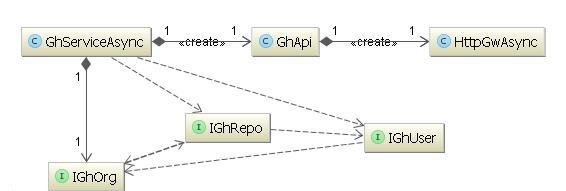 1 1 1 1
C GhServiceAsync «create» C GhApi «create» C HttpGwAsync
1
I IGhRepo
I IGhUser
1
I IGhOrg